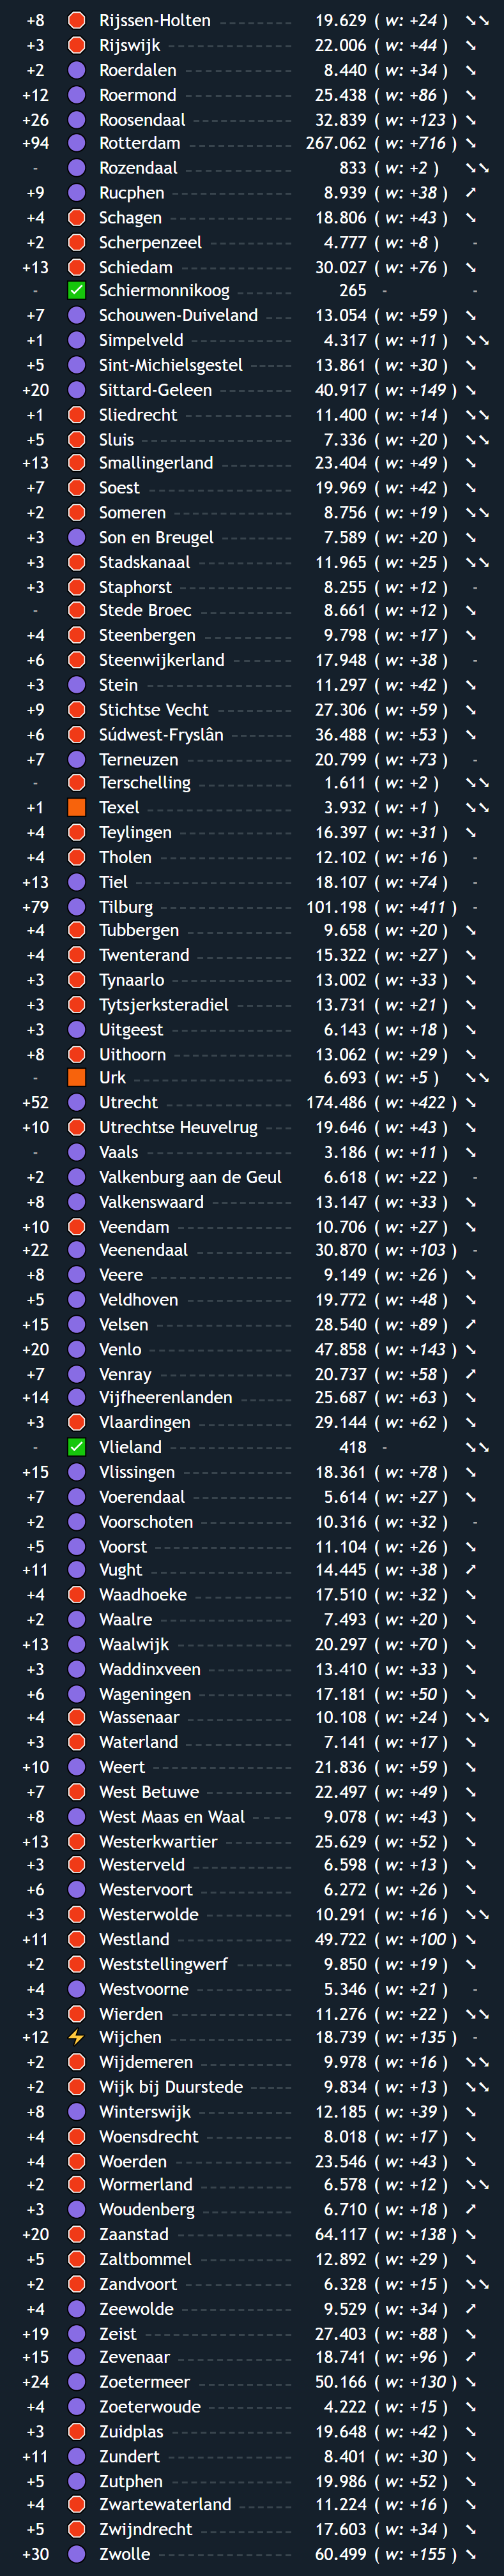 +8 Rijssen-Holten 19.629 ( w: +24 )
+3 Rijswijk 22.006 ( w: +44 )
+2 Roerdalen 8.440 ( w: +34 )
+12 Roermond 25.438 ( w: +86 )
+26 Roosendaal 32.839 ( w: +123 )
+94 Rotterdam 267.062 ( w: +716 )
- Rozendaal 833 ( w: +2 )
+9 Rucphen 8.939 ( w: +38 )
+4 Schagen 18.806 ( w: +43 )
+2 Scherpenzeel 4.777 ( w: +8 ) -
+13 Schiedam 30.027 ( w: +76 )
- Schiermonnikoog 265 - -
+7 Schouwen-Duiveland 13.054 ( w: +59 )
+1 Simpelveld 4.317 ( w: +11 )
+5 Sint-Michielsgestel 13.861 ( w: +30 )
+20 Sittard-Geleen 40.917 ( w: +149 )
+1 Sliedrecht 11.400 ( w: +14 )
+5 Sluis 7.336 ( w: +20 )
+13 Smallingerland 23.404 ( w: +49 )
+7 Soest 19.969 ( w: +42 )
+2 Someren 8.756 ( w: +19 )
+3 Son en Breugel 7.589 ( w: +20 )
+3 Stadskanaal 11.965 ( w: +25 )
+3 Staphorst 8.255 ( w: +12 ) -
- Stede Broec 8.661 ( w: +12 )
+4 Steenbergen 9.798 ( w: +17 )
+6 Steenwijkerland 17.948 ( w: +38 ) -
+3 Stein 11.297 ( w: +42 )
+9 Stichtse Vecht 27.306 ( w: +59 )
+6 Súdwest-Fryslân 36.488 ( w: +53 )
+7 Terneuzen 20.799 ( w: +73 ) -
- Terschelling 1.611 ( w: +2 )
+1 Texel 3.932 ( w: +1 )
+4 Teylingen 16.397 ( w: +31 )
+4 Tholen 12.102 ( w: +16 ) -
+13 Tiel 18.107 ( w: +74 ) -
+79 Tilburg 101.198 ( w: +411 ) -
+4 Tubbergen 9.658 ( w: +20 )
+4 Twenterand 15.322 ( w: +27 )
+3 Tynaarlo 13.002 ( w: +33 )
+3 Tytsjerksteradiel 13.731 ( w: +21 )
+3 Uitgeest 6.143 ( w: +18 )
+8 Uithoorn 13.062 ( w: +29 )
- Urk 6.693 ( w: +5 )
+52 Utrecht 174.486 ( w: +422 )
+10 Utrechtse Heuvelrug 19.646 ( w: +43 )
- Vaals 3.186 ( w: +11 )
+2 Valkenburg aan de Geul 6.618 ( w: +22 ) -
+8 Valkenswaard 13.147 ( w: +33 )
+10 Veendam 10.706 ( w: +27 )
+22 Veenendaal 30.870 ( w: +103 ) -
+8 Veere 9.149 ( w: +26 )
+5 Veldhoven 19.772 ( w: +48 )
+15 Velsen 28.540 ( w: +89 )
+20 Venlo 47.858 ( w: +143 )
+7 Venray 20.737 ( w: +58 )
+14 Vijfheerenlanden 25.687 ( w: +63 )
+3 Vlaardingen 29.144 ( w: +62 )
- Vlieland 418 -
+15 Vlissingen 18.361 ( w: +78 )
+7 Voerendaal 5.614 ( w: +27 )
+2 Voorschoten 10.316 ( w: +32 ) -
+5 Voorst 11.104 ( w: +26 )
+11 Vught 14.445 ( w: +38 )
+4 Waadhoeke 17.510 ( w: +32 )
+2 Waalre 7.493 ( w: +20 )
+13 Waalwijk 20.297 ( w: +70 )
+3 Waddinxveen 13.410 ( w: +33 )
+6 Wageningen 17.181 ( w: +50 )
+4 Wassenaar 10.108 ( w: +24 )
+3 Waterland 7.141 ( w: +17 )
+10 Weert 21.836 ( w: +59 )
+7 West Betuwe 22.497 ( w: +49 )
+8 West Maas en Waal 9.078 ( w: +43 )
+13 Westerkwartier 25.629 ( w: +52 )
+3 Westerveld 6.598 ( w: +13 )
+6 Westervoort 6.272 ( w: +26 )
+3 Westerwolde 10.291 ( w: +16 )
+11 Westland 49.722 ( w: +100 )
+2 Weststellingwerf 9.850 ( w: +19 )
+4 Westvoorne 5.346 ( w: +21 ) -
+3 Wierden 11.276 ( w: +22 )
+12 Wijchen 18.739 ( w: +135 ) -
+2 Wijdemeren 9.978 ( w: +16 )
+2 Wijk bij Duurstede 9.834 ( w: +13 )
+8 Winterswijk 12.185 ( w: +39 )
+4 Woensdrecht 8.018 ( w: +17 )
+4 Woerden 23.546 ( w: +43 )
+2 Wormerland 6.578 ( w: +12 )
+3 Woudenberg 6.710 ( w: +18 )
+20 Zaanstad 64.117 ( w: +138 )
+5 Zaltbommel 12.892 ( w: +29 )
+2 Zandvoort 6.328 ( w: +15 )
+4 Zeewolde 9.529 ( w: +34 )
+19 Zeist 27.403 ( w: +88 )
+15 Zevenaar 18.741 ( w: +96 )
+24 Zoetermeer 50.166 ( w: +130 )
+4 Zoeterwoude 4.222 ( w: +15 )
+3 Zuidplas 19.648 ( w: +42 )
+11 Zundert 8.401 ( w: +30 )
+5 Zutphen 19.986 ( w: +52 )
+4 Zwartewaterland 11.224 ( w: +16 )
+5 Zwijndrecht 17.603 ( w: +34 )
+30 Zwolle 60.499 ( w: +155 )